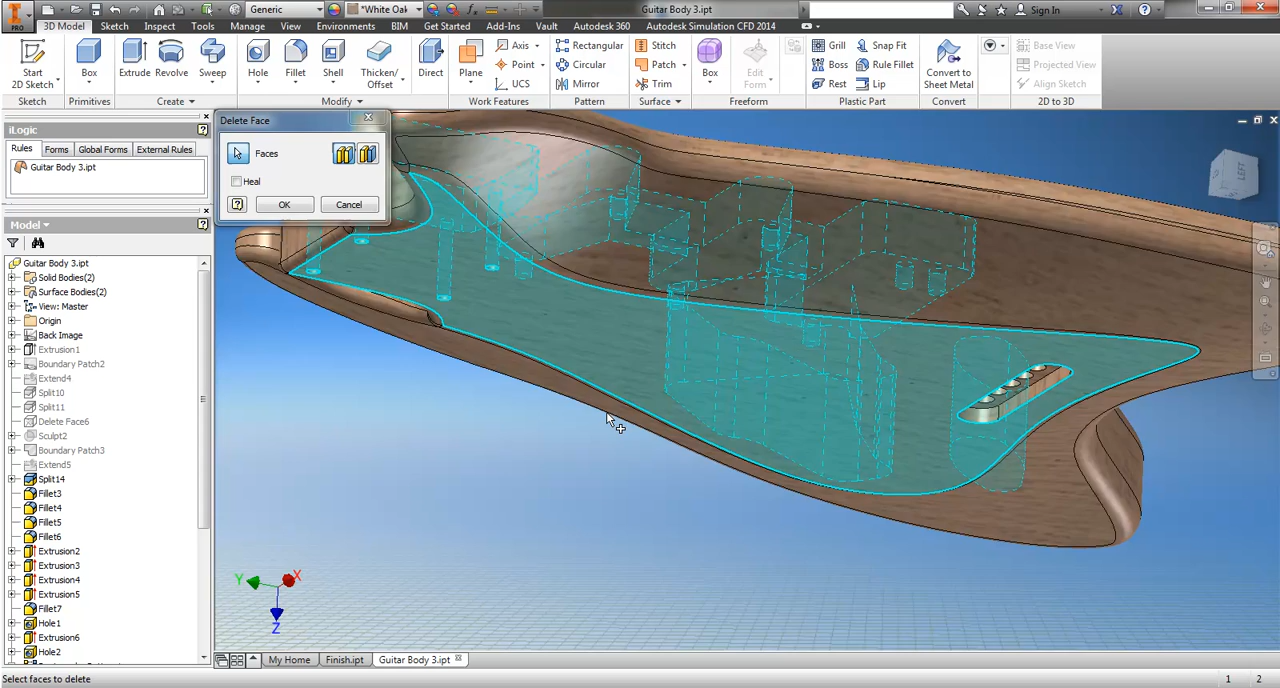 PRO
Generic
*White Oak
Guitar Body 3.ipt
Sign In
3D Model Sketch Inspect Tools Manage View Environments BIM Get Started Add-Ins Vault Autodesk 360 Autodesk Simulation CFD 2014
Start
2D Sketch
Box
Extrude
Revolve
Sweep
Hole
Fillet
Shell
Thicken/
Offset
Direct
Plane
Axis
Point
UCS
Rectangular
Circular
Mirror
Stitch
Patch
Trim
Box
Edit
Form
Grill
Boss
Rest
Snap Fit
Rule Fillet
Lip
Convert to
Sheet Metal
Base View
Projected View
Align Sketch
Sketch Primitives Create Modify Work Features Pattern Surface Freeform Plastic Part Convert 2D to 3D
iLogic
Rules Forms Global Forms External Rules
Guitar Body 3.ipt
Model
Guitar Body 3.ipt
Solid Bodies(2)
Surface Bodies(2)
View: Master
Origin
Back Image
Extrusion1
Boundary Patch2
Extend4
Split10
Split11
Delete Face6
Sculpt2
Boundary Patch3
Extend5
Split14
Fillet3
Fillet4
Fillet5
Fillet6
Extrusion2
Extrusion3
Extrusion4
Extrusion5
Fillet7
Hole1
Extrusion6
Hole2
Delete Face
Faces
Heal
OK
Cancel
LEFT
Y
X
Z
My Home Finish.ipt Guitar Body 3.ipt
Select faces to delete
1 2